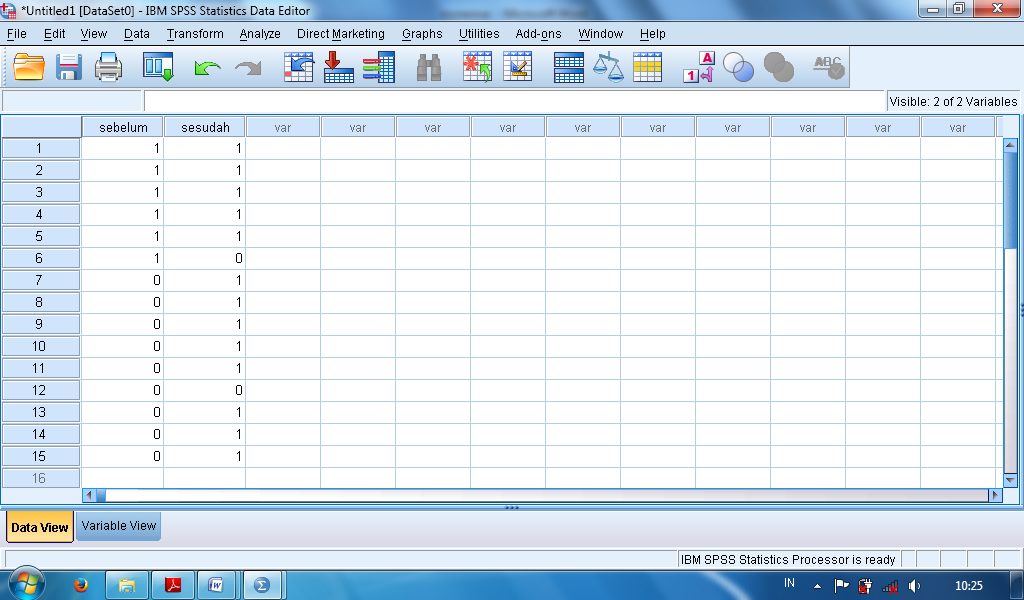 *Untitled1 [DataSet0] - IBM SPSS Statistics Data Editor
File Edit View Data Transform Analyze Direct Marketing Graphs Utilities Add-ons Window Help
1 A
ABC
Visible: 2 of 2 Variables
sebelum sesudah var var var var var var var var var var
1 1 1
2 1 1
3 1 1
4 1 1
5 1 1
6 1 0
7 0 1
8 0 1
9 0 1
10 0 1
11 0 1
12 0 0
13 0 1
14 0 1
15 0 1
16
Data View Variable View
IBM SPSS Statistics Processor is ready
W Σ IN 10:25